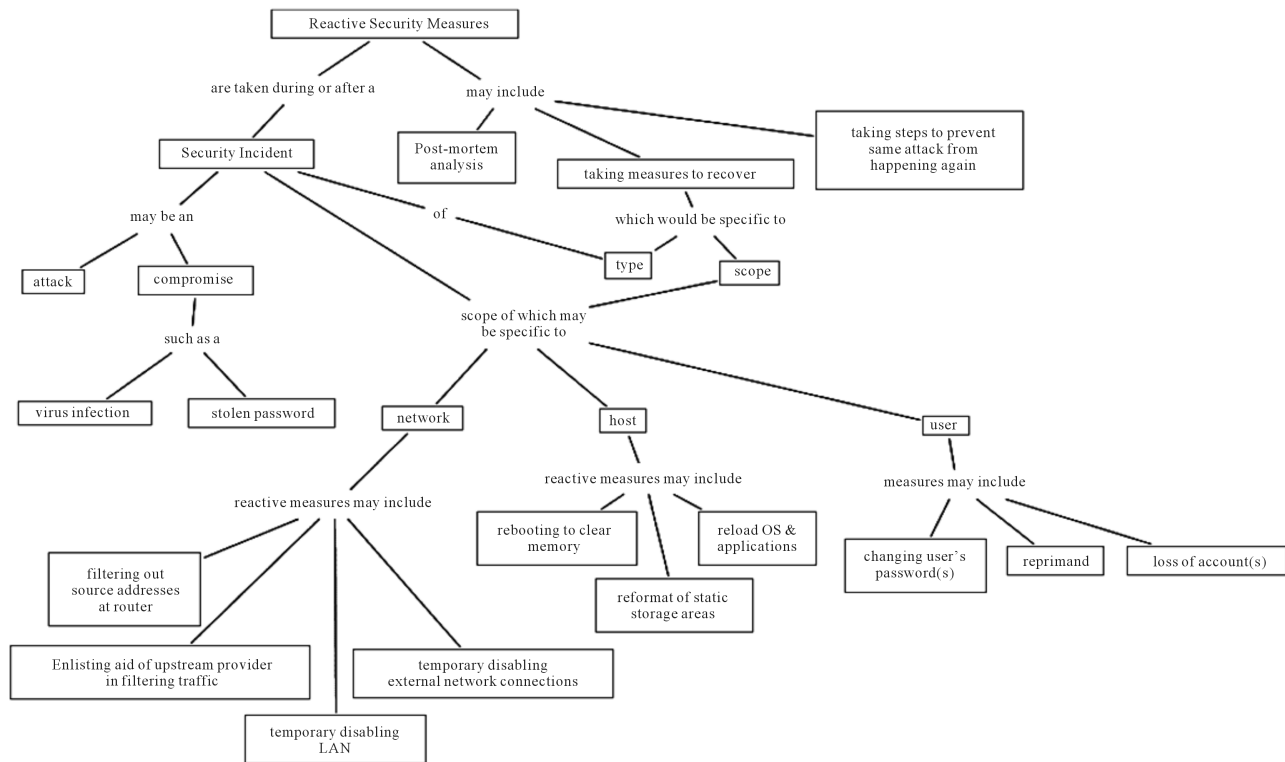 Reactive Security Measures
are taken during or after a
may include
Security Incident
Post-mortem
analysis
taking measures to recover
taking steps to prevent
same attack from
happening again
may be an
of
which would be specific to
attack
compromise
type
scope
such as a
scope of which may
be specific to
virus infection
stolen password
network
host
user
reactive measures may include
reactive measures may include
measures may include
filtering out
source addresses
at router
Enlisting aid of upstream provider
in filtering traffic
temporary disabling
LAN
temporary disabling
external network connections
rebooting to clear
memory
reformat of static
storage areas
reload OS &
applications
changing user’s
password(s)
reprimand
loss of account(s)